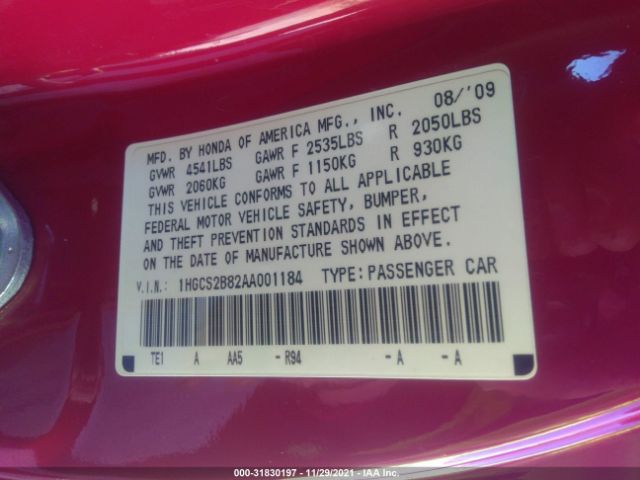 MFD. BY HONDA OF AMERICA MFG., INC. 08/'09
GVWR 4541LBS GAWR F 2535LBS R 2050LBS
GVWR 2060KG GAWR F 1150KG R 930KG
THIS VEHICLE CONFORMS TO ALL APPLICABLE
FEDERAL MOTOR VEHICLE SAFETY, BUMPER,
AND THEFT PREVENTION STANDARDS IN EFFECT
ON THE DATE OF MANUFACTURE SHOWN ABOVE.
V.I.N.: 1HGCS2B82AA001184 TYPE: PASSENGER CAR
TE1 A AA5 -R94 -A -A
000-31830197 - 11/29/2021 - IAA Inc.